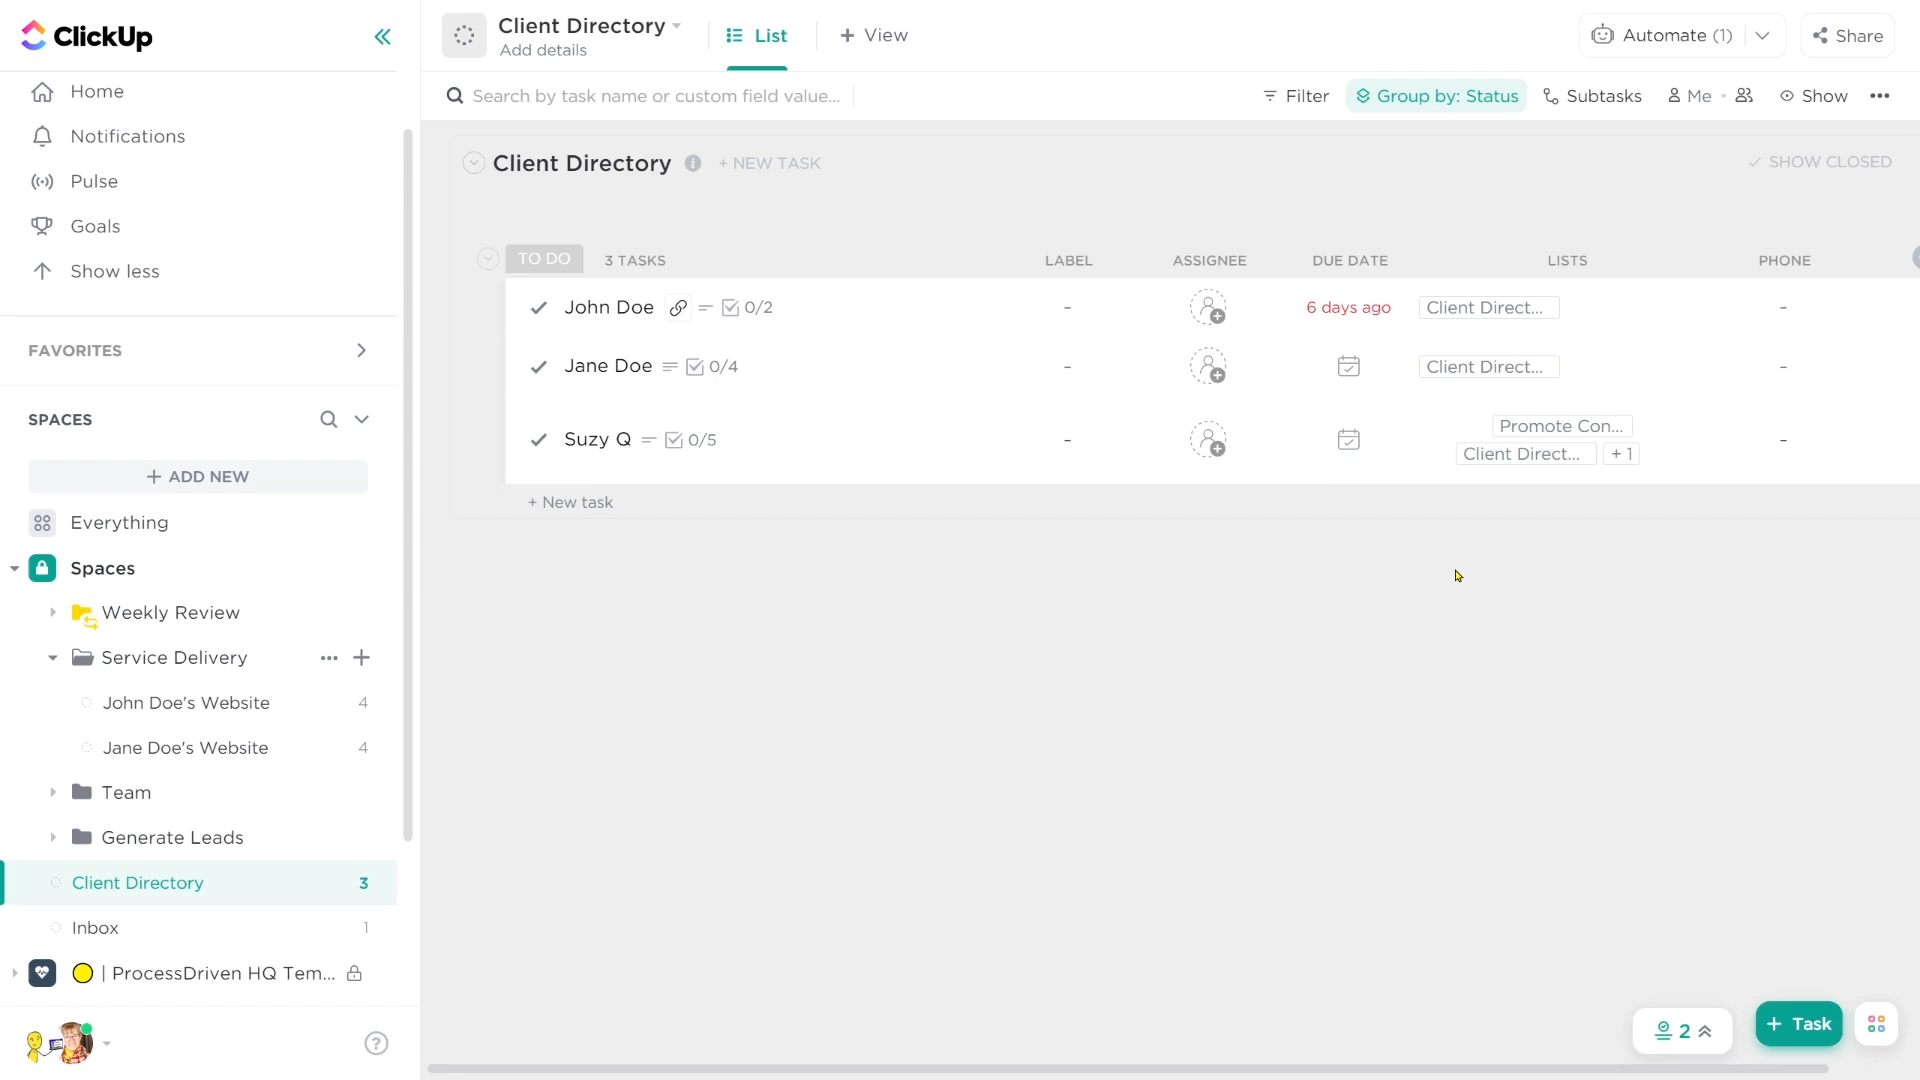 ClickUp
Home
Notifications
Pulse
Goals
Show less
FAVORITES
SPACES
+ ADD NEW
Everything
Spaces
Weekly Review
Service Delivery
John Doe's Website 4
Jane Doe's Website 4
Team
Generate Leads
Client Directory 3
Inbox 1
| ProcessDriven HQ Tem...
Client Directory
Add details
List
+ View
Automate (1)
Share
Search by task name or custom field value...
Filter
Group by: Status
Subtasks
Me
Show
Client Directory
+ NEW TASK
SHOW CLOSED
TO DO 3 TASKS LABEL ASSIGNEE DUE DATE LISTS PHONE
John Doe 0/2 – 6 days ago Client Direct... –
Jane Doe 0/4 – Client Direct... –
Suzy Q 0/5 – Promote Con... –
Client Direct... + 1
+ New task
2
+ Task